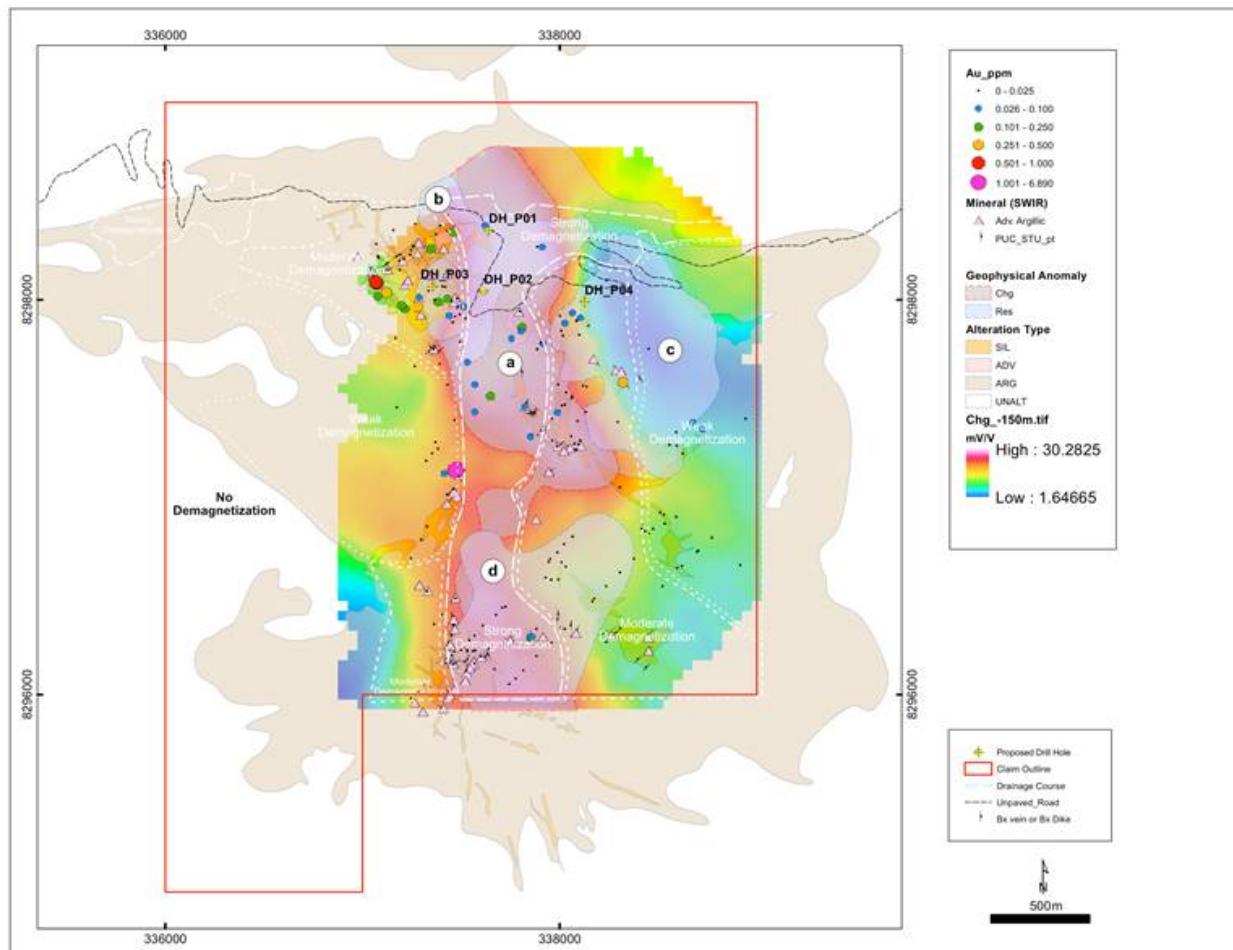 336000
338000
Au_ppm
0 - 0.025
0.026 - 0.100
0.101 - 0.250
0.251 - 0.500
0.501 - 1.000
1.001 - 6.890
Mineral (SWIR)
Adv. Argillic
PUC_STU_pt
Geophysical Anomaly
Chg
Res
Alteration Type
SIL
ADV
ARG
UNALT
Chg_-150m.tif
mV/V
High : 30.2825
Low : 1.64665
b
DH_P01
Strong
Demagnetization
Moderate
Demagnetization
DH_P03
DH_P02
DH_P04
8298000
8298000
a
c
Weak
Demagnetization
Weak
Demagnetization
No
Demagnetization
d
Strong
Demagnetization
Moderate
Demagnetization
Moderate
Demagnetization
8296000
8296000
336000
338000
Proposed Drill Hole
Claim Outline
Drainage Course
Unpaved_Road
Bx vein or Bx Dike
N
500m